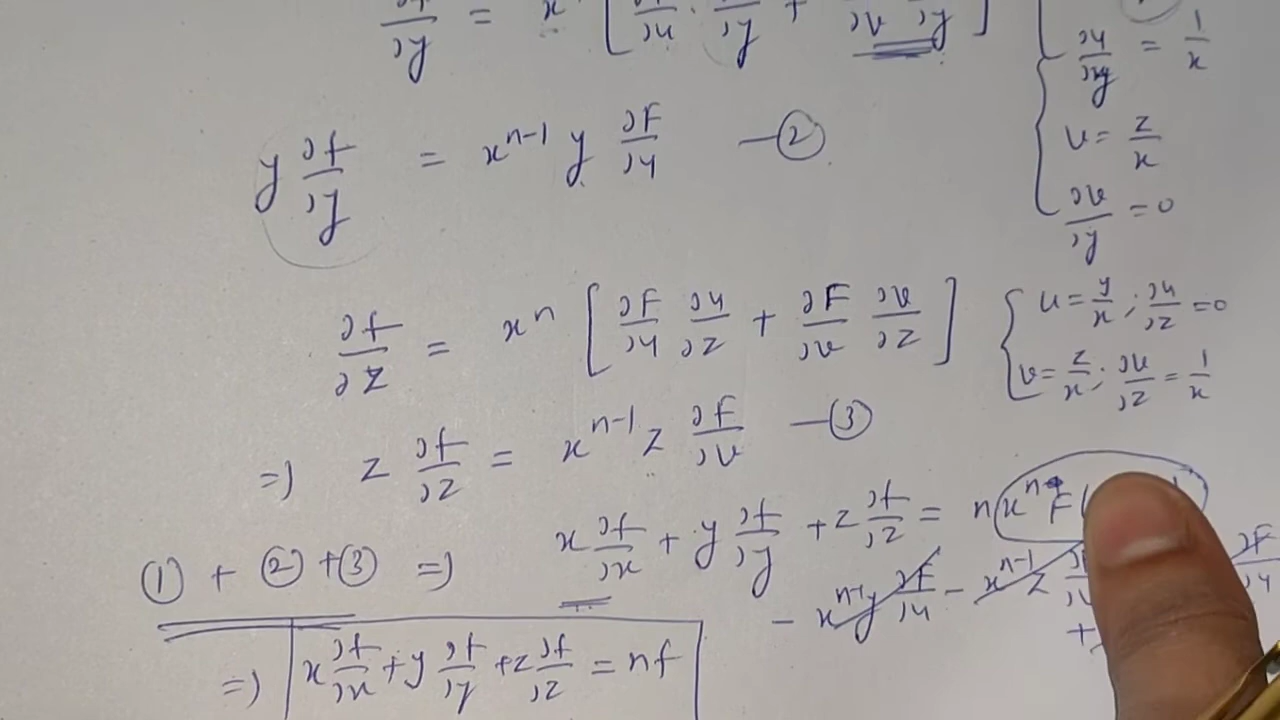 ∂f/∂y = x^n [∂F/∂u · ∂u/∂y + ∂F/∂v ∂v/∂y]
∂u/∂y = 1/x
y ∂f/∂y = x^{n-1} y ∂F/∂u —②
v = z/x
∂v/∂y = 0
∂f/∂z = x^n [∂F/∂u ∂u/∂z + ∂F/∂v ∂v/∂z]
u = y/x ; ∂u/∂z = 0
v = z/x ; ∂v/∂z = 1/x
=) z ∂f/∂z = x^{n-1} z ∂F/∂v —③
① + ② + ③ =) x ∂f/∂x + y ∂f/∂y + z ∂f/∂z = n x^n F(
- x^{n-1} y ∂F/∂u - x^{n-1} z
+
=) x ∂f/∂x + y ∂f/∂y + z ∂f/∂z = nf